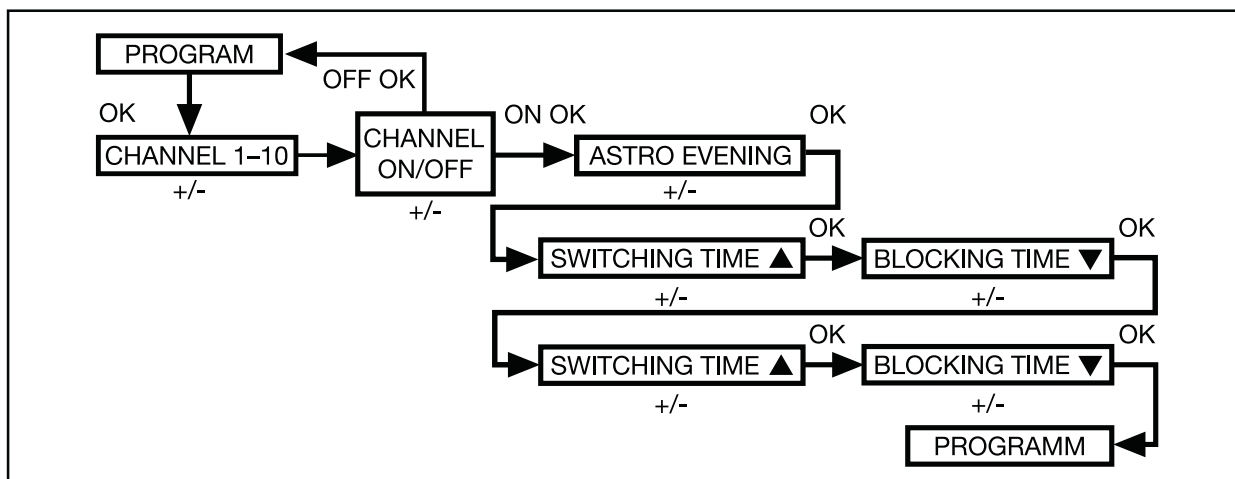 PROGRAM
OFF OK
OK
CHANNEL 1–10
+/-
CHANNEL
ON/OFF
+/-
ON OK
ASTRO EVENING
+/-
OK
SWITCHING TIME ▲
+/-
OK
BLOCKING TIME ▼
+/-
OK
SWITCHING TIME ▲
+/-
OK
BLOCKING TIME ▼
+/-
OK
PROGRAMM